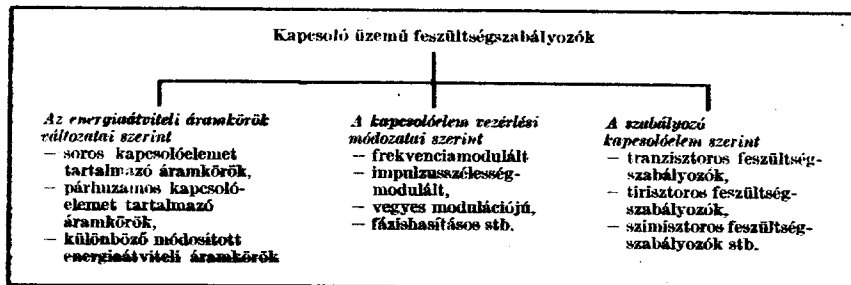 Kapcsoló üzemű feszültségszabályozók
Az energiaátviteli áramkörök
változatai szerint
– soros kapcsolóelemet
tartalmazó áramkörök,
– párhuzamos kapcsoló-
elemet tartalmazó
áramkörök,
– különböző módosított
energiaátviteli áramkörök
A kapcsolóelem vezérlési
módozatai szerint
– frekvenciamodulált
– impulzusszélesség-
modulált,
– vegyes modulációjú,
– fázishasításos stb.
A szabályozó
kapcsolóelem szerint
– tranzisztoros feszültség-
szabályozók,
– tirisztoros feszültség-
szabályozók,
– szimisztoros feszültség-
szabályozók stb.